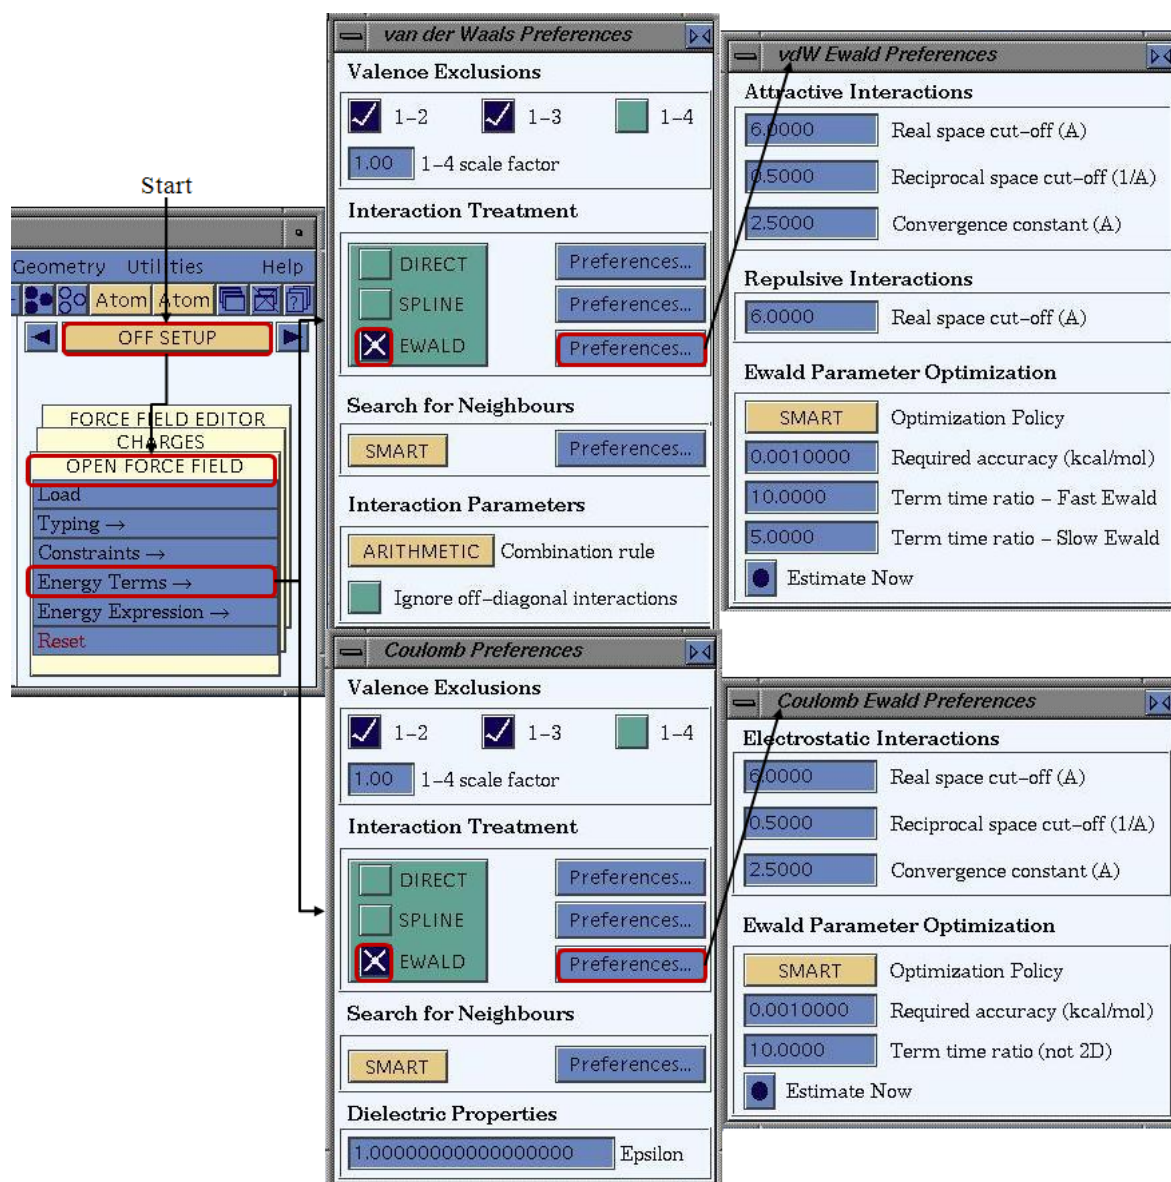 Start
Geometry Utilities Help
Atom Atom
OFF SETUP
FORCE FIELD EDITOR
CHARGES
OPEN FORCE FIELD
Load
Typing →
Constraints →
Energy Terms →
Energy Expression →
Reset
van der Waals Preferences
Valence Exclusions
1-2 1-3 1-4
1.00 1-4 scale factor
Interaction Treatment
DIRECT Preferences...
SPLINE Preferences...
EWALD Preferences...
Search for Neighbours
SMART Preferences...
Interaction Parameters
ARITHMETIC Combination rule
Ignore off-diagonal interactions
vdW Ewald Preferences
Attractive Interactions
6.0000 Real space cut-off (A)
0.5000 Reciprocal space cut-off (1/A)
2.5000 Convergence constant (A)
Repulsive Interactions
6.0000 Real space cut-off (A)
Ewald Parameter Optimization
SMART Optimization Policy
0.0010000 Required accuracy (kcal/mol)
10.0000 Term time ratio - Fast Ewald
5.0000 Term time ratio - Slow Ewald
Estimate Now
Coulomb Preferences
Valence Exclusions
1-2 1-3 1-4
1.00 1-4 scale factor
Interaction Treatment
DIRECT Preferences...
SPLINE Preferences...
EWALD Preferences...
Search for Neighbours
SMART Preferences...
Dielectric Properties
1.00000000000000000 Epsilon
Coulomb Ewald Preferences
Electrostatic Interactions
6.0000 Real space cut-off (A)
0.5000 Reciprocal space cut-off (1/A)
2.5000 Convergence constant (A)
Ewald Parameter Optimization
SMART Optimization Policy
0.0010000 Required accuracy (kcal/mol)
10.0000 Term time ratio (not 2D)
Estimate Now